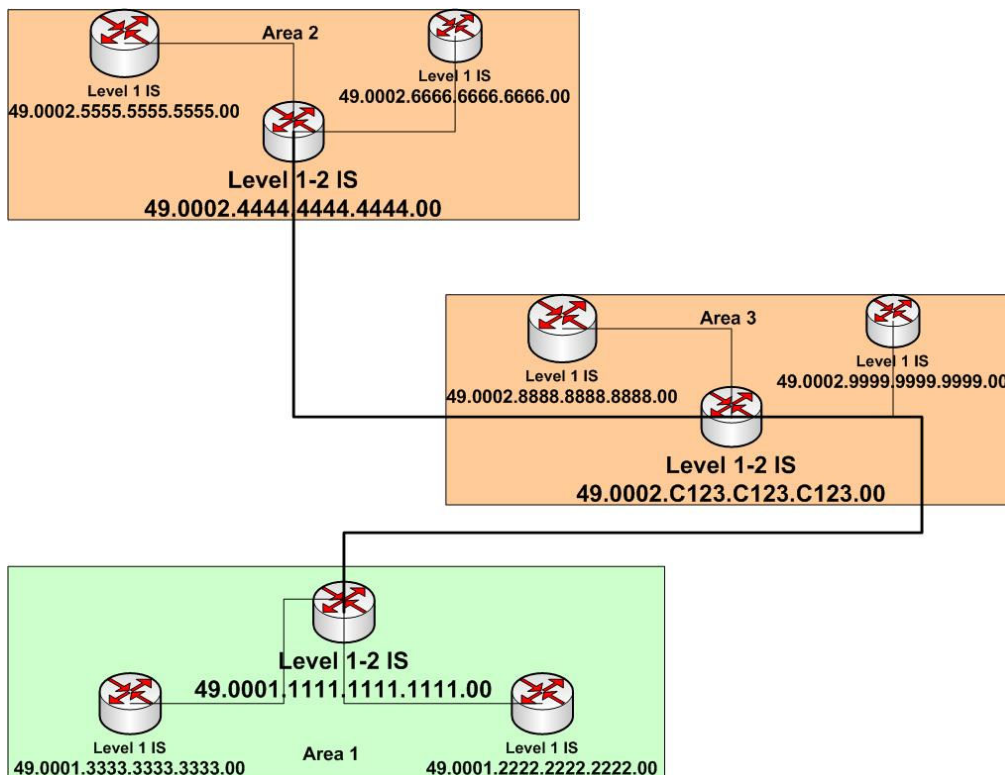 Area 2
Level 1 IS
49.0002.5555.5555.5555.00
Level 1 IS
49.0002.6666.6666.6666.00
Level 1-2 IS
49.0002.4444.4444.4444.00
Area 3
Level 1 IS
49.0002.8888.8888.8888.00
Level 1 IS
49.0002.9999.9999.9999.00
Level 1-2 IS
49.0002.C123.C123.C123.00
Level 1-2 IS
49.0001.1111.1111.1111.00
Level 1 IS
49.0001.3333.3333.3333.00
Area 1
Level 1 IS
49.0001.2222.2222.2222.00